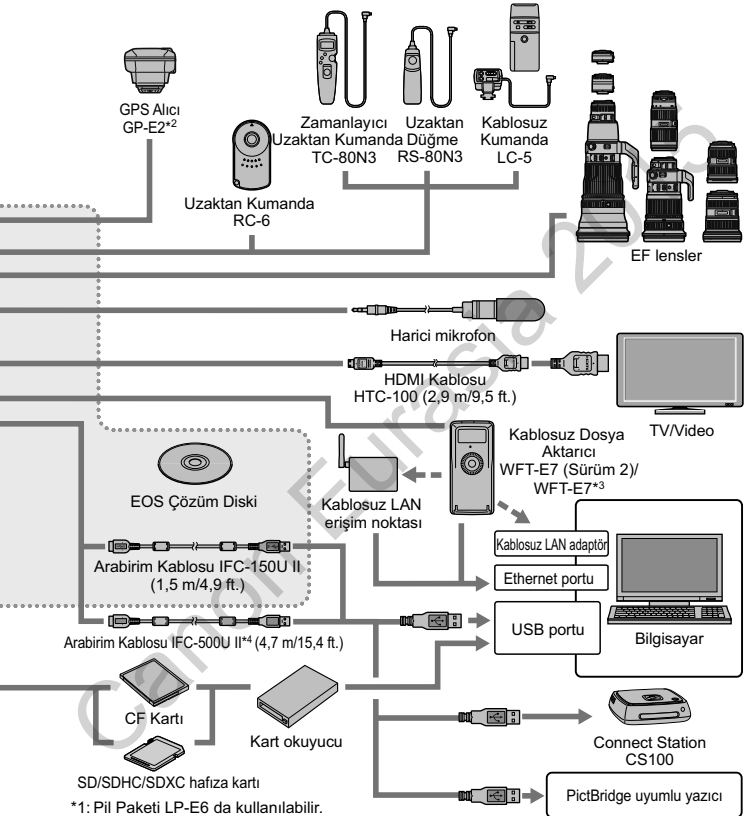 GPS Alıcı
GP-E2*2
Uzaktan Kumanda
RC-6
Zamanlayıcı
Uzaktan Kumanda
TC-80N3
Uzaktan
Düğme
RS-80N3
Kablosuz
Kumanda
LC-5
EF lensler
Harici mikrofon
HDMI Kablosu
HTC-100 (2,9 m/9,5 ft.)
TV/Video
Kablosuz Dosya
Aktarıcı
WFT-E7 (Sürüm 2)/
WFT-E7*3
EOS Çözüm Diski
Kablosuz LAN
erişim noktası
Kablosuz LAN adaptör
Arabirim Kablosu IFC-150U II
(1,5 m/4,9 ft.)
Ethernet portu
USB portu
Bilgisayar
Arabirim Kablosu IFC-500U II*4 (4,7 m/15,4 ft.)
CF Kartı
Kart okuyucu
Connect Station
CS100
SD/SDHC/SDXC hafıza kartı
PictBridge uyumlu yazıcı
*1: Pil Paketi LP-E6 da kullanılabilir.
Canon Eurasia 2015